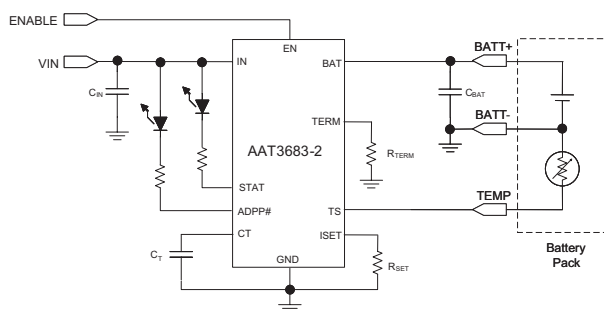 ENABLE
EN
VIN
IN
BAT
BATT+
C_IN
C_BAT
BATT-
TERM
R_TERM
AAT3683-2
STAT
ADPP#
TS
TEMP
CT
ISET
C_T
GND
R_SET
Battery
Pack